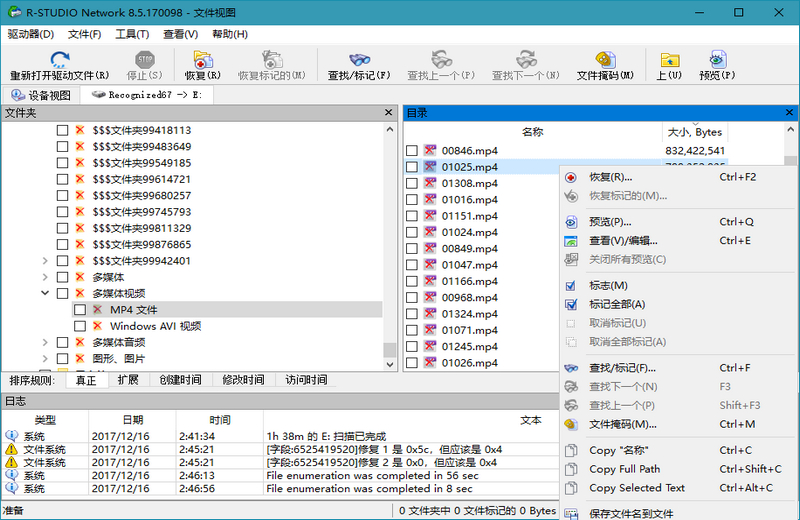 R-STUDIO Network 8.5.170098 - 文件视图
驱动器(D) 文件(F) 工具(T) 查看(V) 帮助(H)
重新打开驱动文件(R) 停止(S) 恢复(R) 恢复标记的(M) 查找/标记(F) 查找上一个(P) 查找下一个(N) 文件掩码(M) 上(U) 预览(P)
设备视图 Recognized67 -> E:
文件夹
$$$文件夹99418113
$$$文件夹99483649
$$$文件夹99549185
$$$文件夹99614721
$$$文件夹99680257
$$$文件夹99745793
$$$文件夹99811329
$$$文件夹99876865
$$$文件夹99942401
多媒体
多媒体视频
MP4 文件
Windows AVI 视频
多媒体音频
图形、图片
目录
名称 大小, Bytes
00846.mp4 832,422,541
01025.mp4
01308.mp4
01016.mp4
01151.mp4
01024.mp4
00849.mp4
01047.mp4
01166.mp4
00968.mp4
01324.mp4
01071.mp4
01245.mp4
01026.mp4
恢复(R)... Ctrl+F2
恢复标记的(M)...
预览(P)... Ctrl+Q
查看(V)/编辑... Ctrl+E
关闭所有预览(C)
标志(M)
标记全部(A)
取消标记(U)
取消全部标记(A)
查找/标记(F)... Ctrl+F
查找下一个(N) F3
查找上一个(P) Shift+F3
文件掩码(M)... Ctrl+M
Copy "名称" Ctrl+C
Copy Full Path Ctrl+Shift+C
Copy Selected Text Ctrl+Alt+C
保存文件名到文件
排序规则: 真正 扩展 创建时间 修改时间 访问时间
日志
类型 日期 时间 文本
系统 2017/12/16 2:41:34 1h 38m 的 E: 扫描已完成
文件系统 2017/12/16 2:45:21 [字段:6525419520]修复 1 是 0x5c，但应该是 0x4
文件系统 2017/12/16 2:45:21 [字段:6525419520]修复 2 是 0x0，但应该是 0x4
系统 2017/12/16 2:46:13 File enumeration was completed in 56 sec
系统 2017/12/16 2:46:56 File enumeration was completed in 8 sec
准备 0 文件夹中 0 文件标记的 0 Bytes